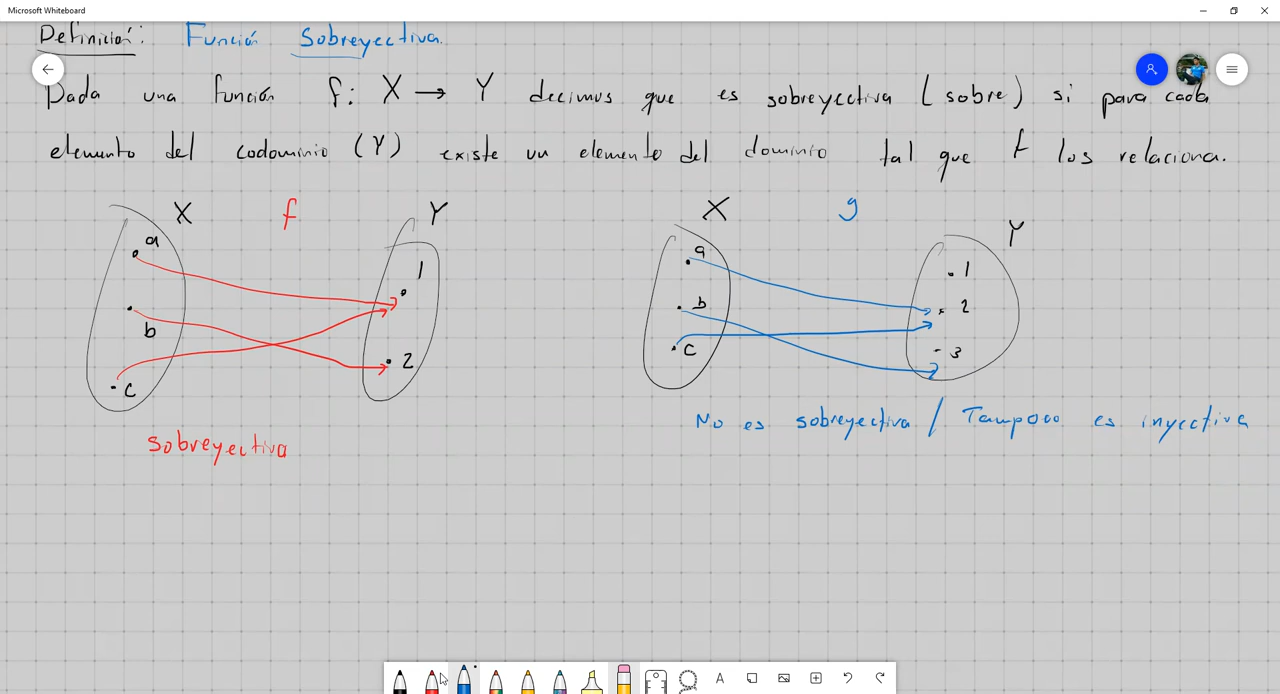 Microsoft Whiteboard
Definición: Función Sobreyectiva.
Dada una función f: X → Y decimos que es sobreyectiva (sobre) si para cada
elemento del codominio (Y) existe un elemento del dominio tal que f los relaciona.
X f Y
a
1
b
2
c
sobreyectiva
X g Y
a
1
b
2
c
3
No es sobreyectiva / Tampoco es inyectiva
A